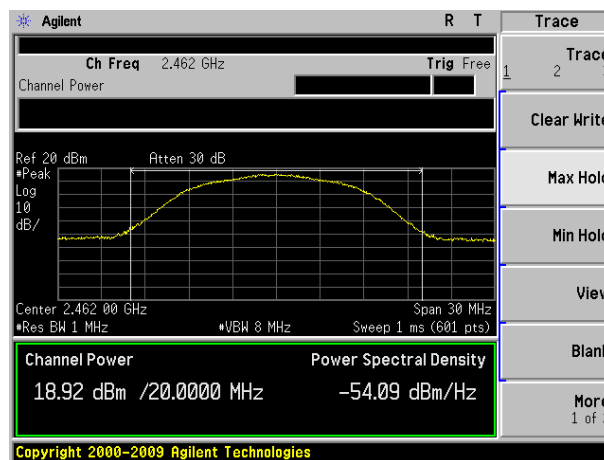 Agilent R T
Trace
Ch Freq 2.462 GHz Trig Free
Channel Power
Trace
1 2
Clear Write
Max Hold
Min Hold
View
Blank
More
1 of
Ref 20 dBm Atten 30 dB
#Peak
Log
10
dB/
Center 2.462 00 GHz Span 30 MHz
#Res BW 1 MHz #VBW 8 MHz Sweep 1 ms (601 pts)
Channel Power Power Spectral Density
18.92 dBm /20.0000 MHz -54.09 dBm/Hz
Copyright 2000-2009 Agilent Technologies